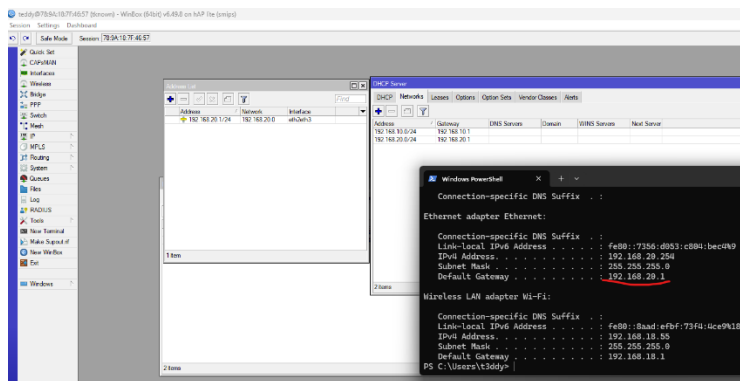 teddy@78:9A:18:7F:46:57 (tknown) - WinBox (64bit) v6.49.8 on hAP lite (smips)
Session Settings Dashboard
Safe Mode Session: 78:9A:18:7F:46:57
Quick Set
CAPsMAN
Interfaces
Wireless
Bridge
PPP
Switch
Mesh
IP
MPLS
Routing
System
Queues
Files
Log
RADIUS
Tools
New Terminal
Make Supout.rif
New WinBox
Exit
Windows
Address List
Find
Address Network Interface
192.168.20.1/24 192.168.20.0 eth2eth3
1 item
2 items
DHCP Server
DHCP Networks Leases Options Option Sets Vendor Classes Alerts
Address Gateway DNS Servers Domain WINS Servers Next Server
192.168.10.0/24 192.168.10.1
192.168.20.0/24 192.168.20.1
2 items
Windows PowerShell
Connection-specific DNS Suffix . :
Ethernet adapter Ethernet:
Connection-specific DNS Suffix . :
Link-local IPv6 Address . . . . . : fe80::7356:d053:c804:bec4%9
IPv4 Address. . . . . . . . . . . : 192.168.20.254
Subnet Mask . . . . . . . . . . . : 255.255.255.0
Default Gateway . . . . . . . . . : 192.168.20.1
Wireless LAN adapter Wi-Fi:
Connection-specific DNS Suffix . :
Link-local IPv6 Address . . . . . : fe80::8aad:efbf:73f4:4ce9%18
IPv4 Address. . . . . . . . . . . : 192.168.18.55
Subnet Mask . . . . . . . . . . . : 255.255.255.0
Default Gateway . . . . . . . . . : 192.168.18.1
PS C:\Users\t3ddy>